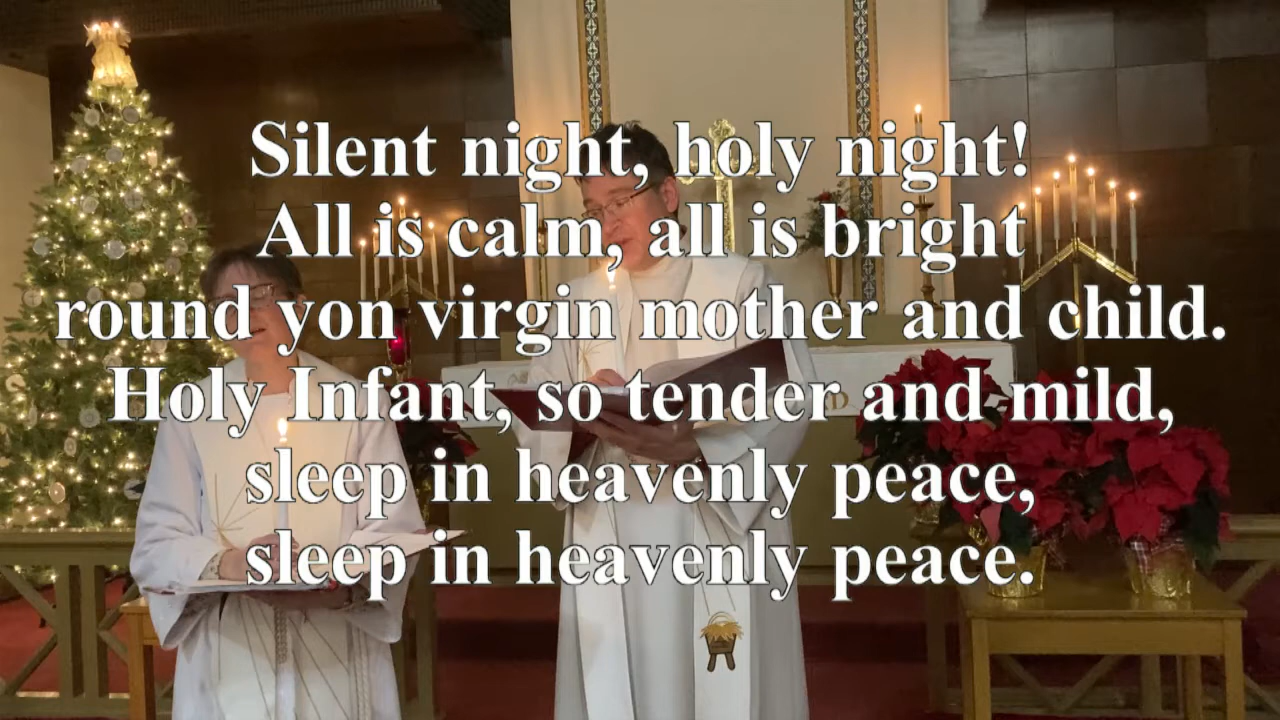 Silent night, holy night!
All is calm, all is bright
round yon virgin mother and child.
Holy Infant, so tender and mild,
sleep in heavenly peace,
sleep in heavenly peace.